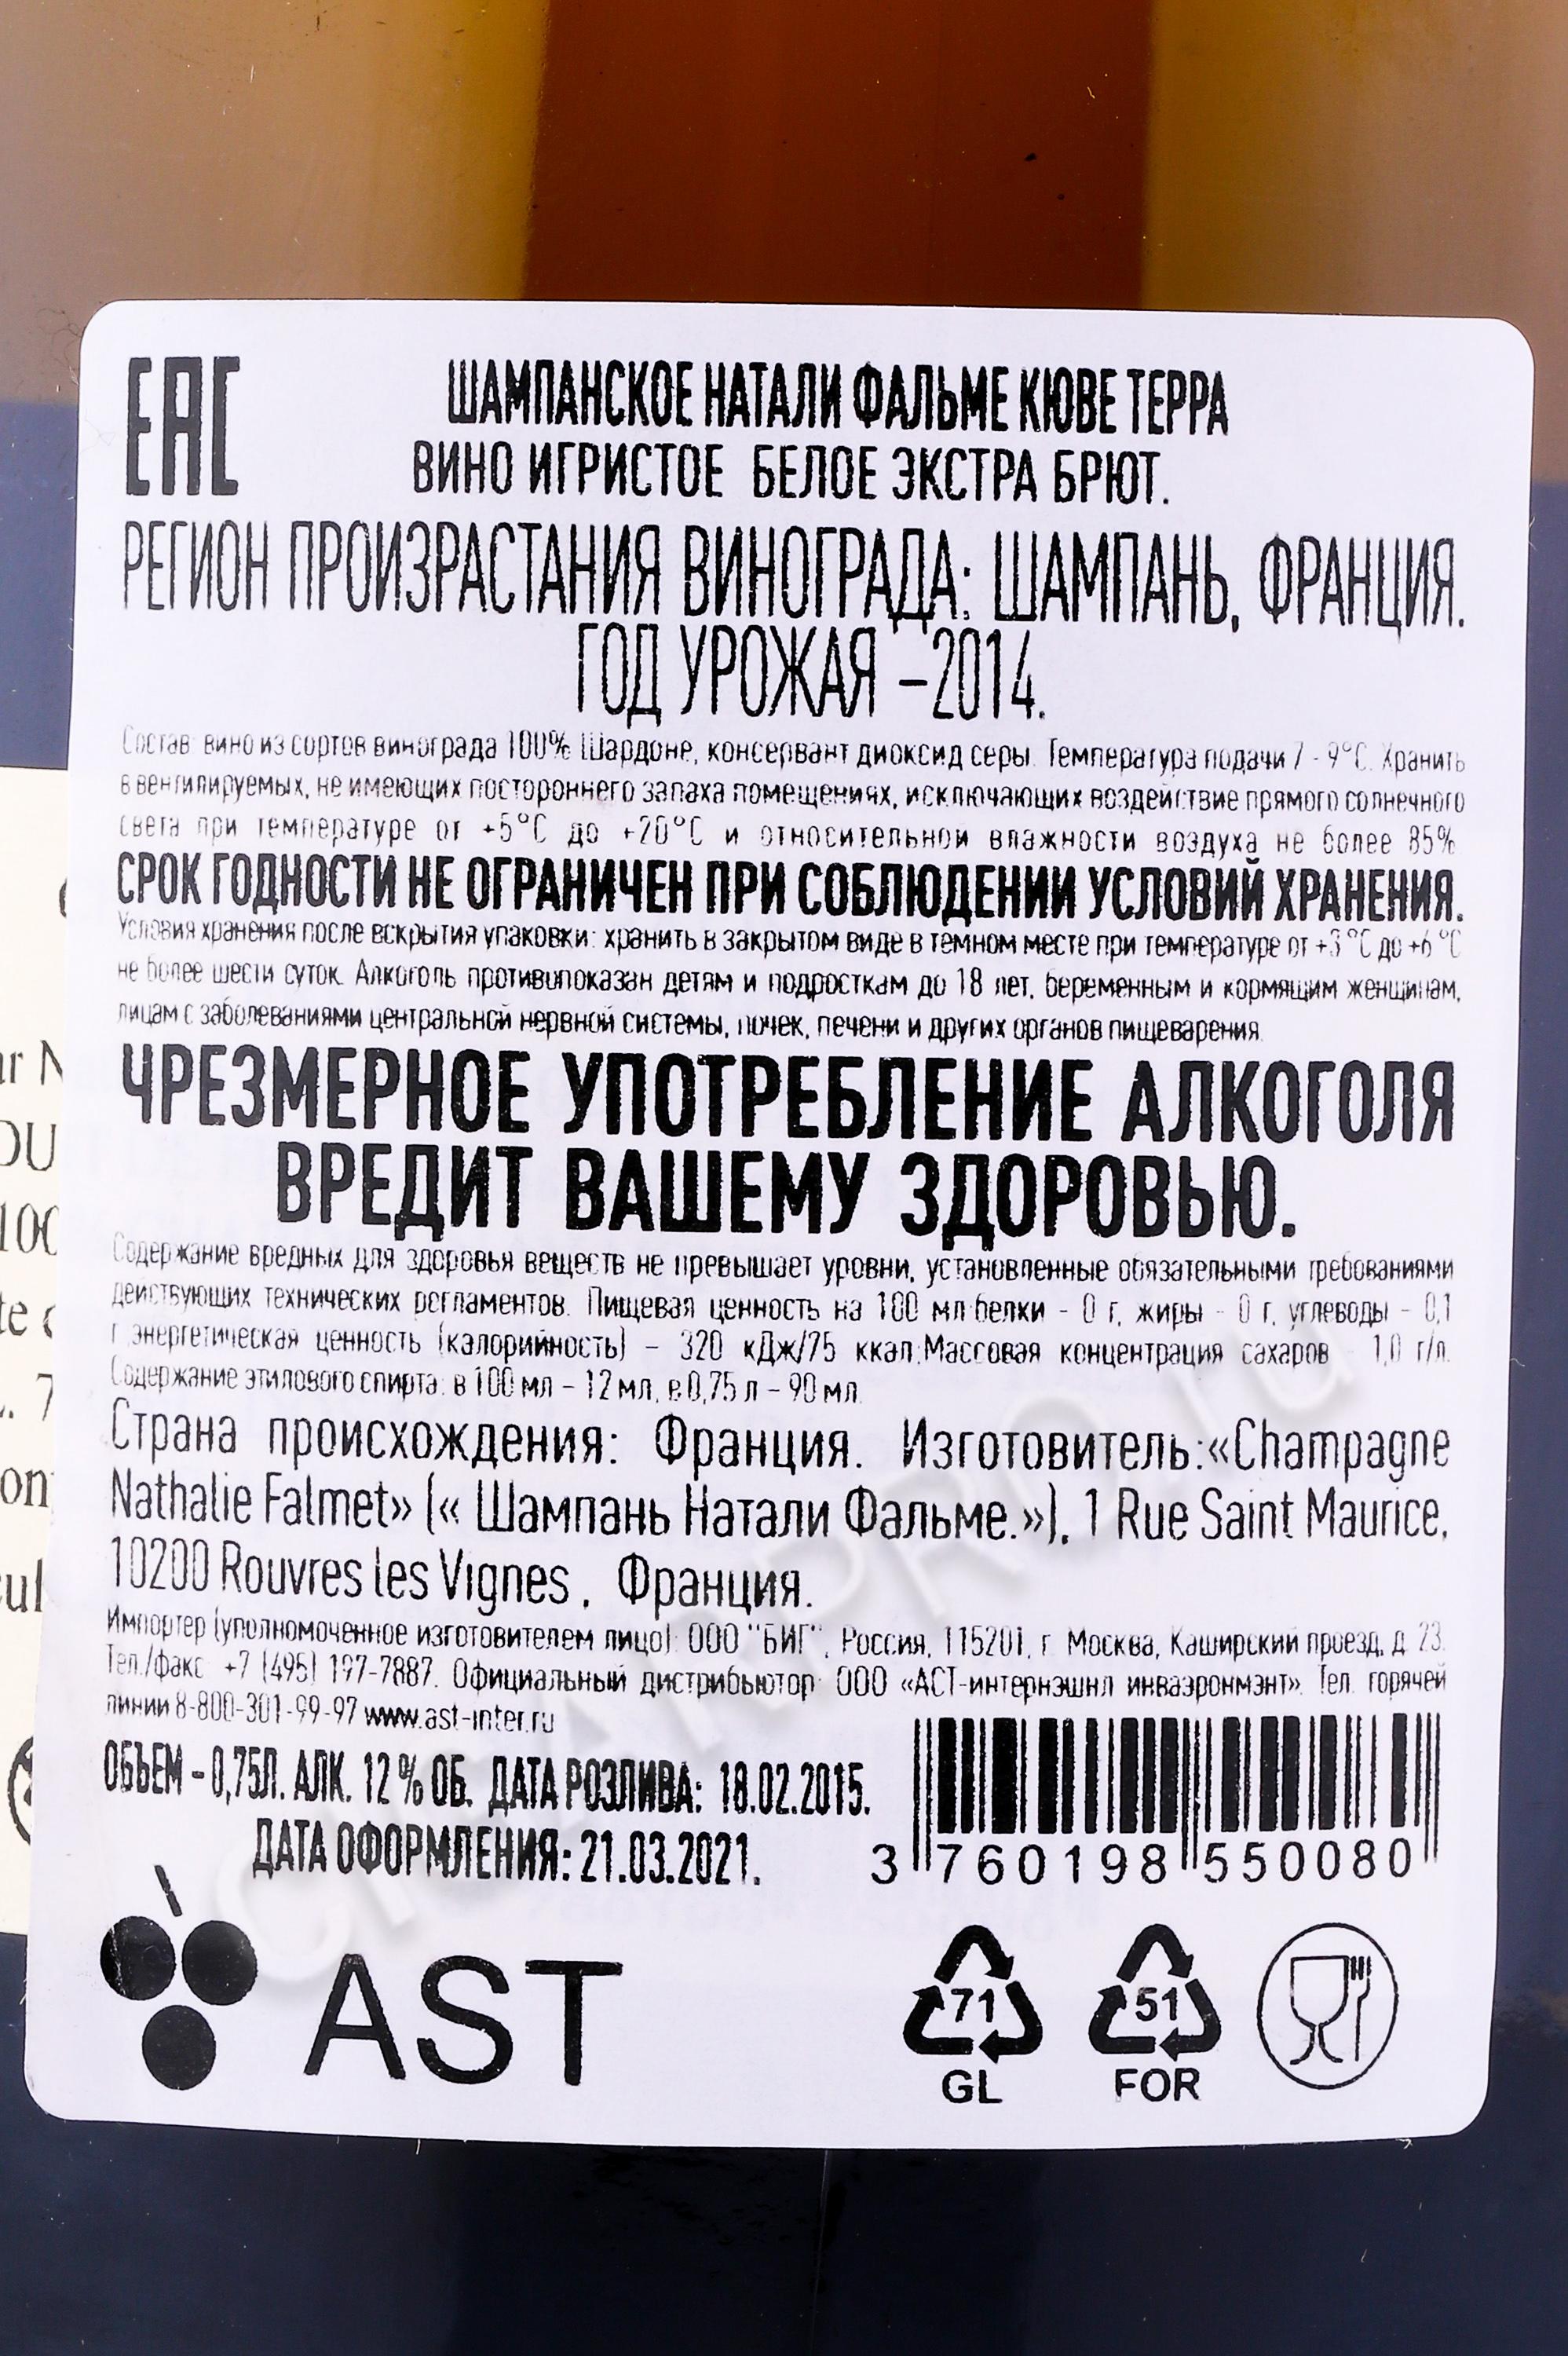 ЕАС
ШАМПАНСКОЕ НАТАЛИ ФАЛЬМЕ КЮВЕ ТЕРРА
ВИНО ИГРИСТОЕ БЕЛОЕ ЭКСТРА БРЮТ.
РЕГИОН ПРОИЗРАСТАНИЯ ВИНОГРАДА: ШАМПАНЬ, ФРАНЦИЯ.
ГОД УРОЖАЯ –2014.
Состав: вино из сортов винограда 100% Шардоне, консервант диоксид серы. Температура подачи 7 - 9°С. Хранить
в вентилируемых, не имеющих постороннего запаха помещениях, исключающих воздействие прямого солнечного
света при температуре от +5°С до +20°С и относительной влажности воздуха не более 85%
СРОК ГОДНОСТИ НЕ ОГРАНИЧЕН ПРИ СОБЛЮДЕНИИ УСЛОВИЙ ХРАНЕНИЯ.
Условия хранения после вскрытия упаковки: хранить в закрытом виде в темном месте при температуре от +3 °С до +6 °С
не более шести суток. Алкоголь противопоказан детям и подросткам до 18 лет, беременным и кормящим женщинам,
лицам с заболеваниями центральной нервной системы, почек, печени и других органов пищеварения.
ЧРЕЗМЕРНОЕ УПОТРЕБЛЕНИЕ АЛКОГОЛЯ
ВРЕДИТ ВАШЕМУ ЗДОРОВЬЮ.
Содержание вредных для здоровья веществ не превышает уровни, установленные обязательными требованиями
действующих технических регламентов. Пищевая ценность на 100 мл:белки - 0 г, жиры - 0 г, углеводы - 0,1
г, энергетическая ценность (калорийность) – 320 кДж/75 ккал.Массовая концентрация сахаров - 1,0 г/л.
Содержание этилового спирта: в 100 мл – 12 мл, в 0,75 л – 90 мл.
Страна происхождения: Франция. Изготовитель:«Champagne
Nathalie Falmet» (« Шампань Натали Фальме.»), 1 Rue Saint Maurice,
10200 Rouvres les Vignes , Франция.
Импортер (уполномоченное изготовителем лицо): ООО "БИГ", Россия, 115201, г. Москва, Каширский проезд, д. 23.
Тел./факс: +7 (495) 197-7887. Официальный дистрибьютор: ООО «АСТ-интернэшнл инваэронмэнт». Тел. горячей
линии 8-800-301-99-97 www.ast-inter.ru
ОБЪЕМ – 0,75Л. АЛК. 12 % ОБ. ДАТА РОЗЛИВА: 18.02.2015.
ДАТА ОФОРМЛЕНИЯ: 21.03.2021.
3 760198 550080
AST
71
GL
51
FOR
CIGARPRO.ru